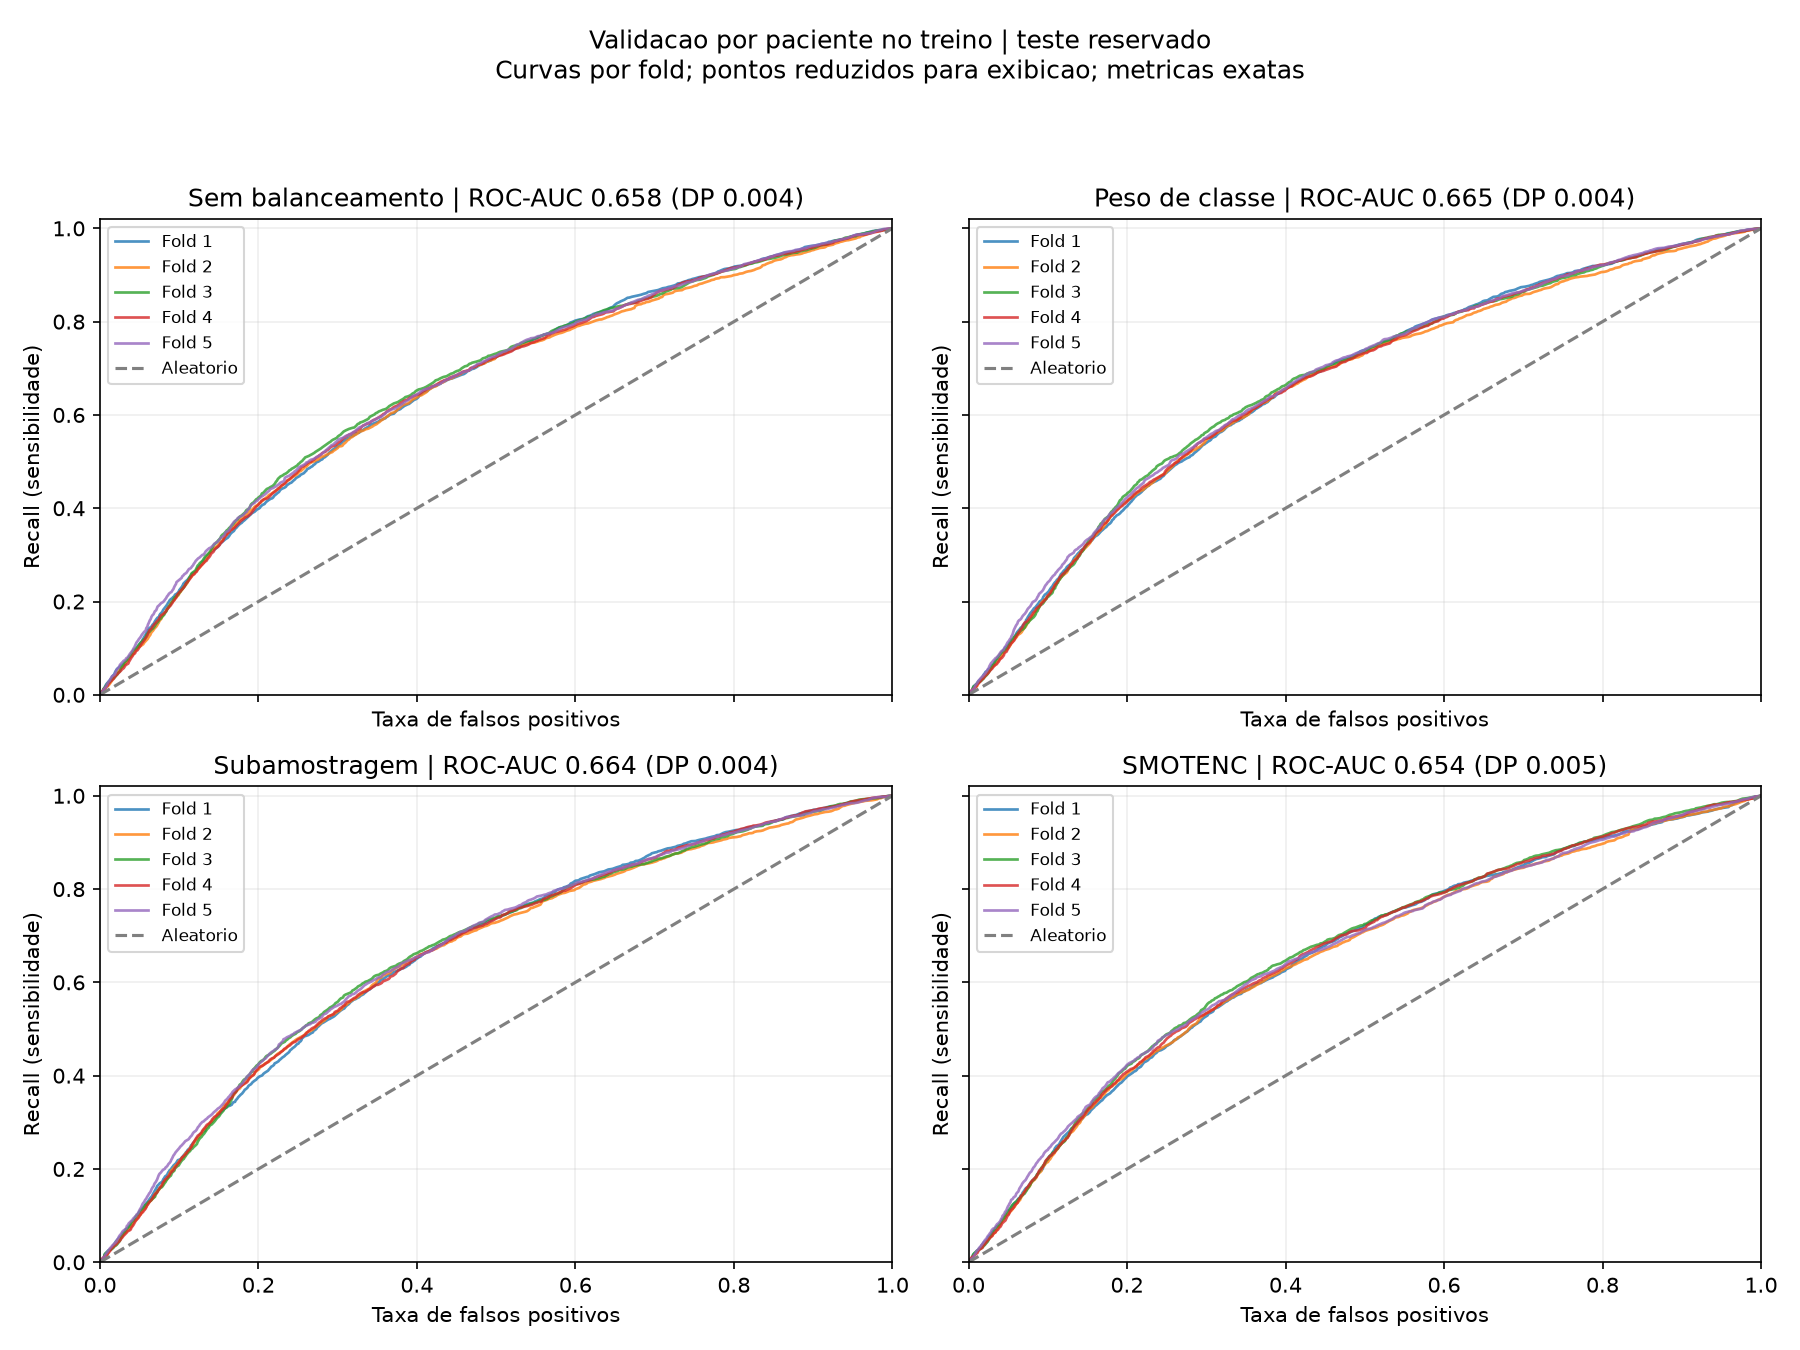 Validacao por paciente no treino | teste reservado
Curvas por fold; pontos reduzidos para exibicao; metricas exatas
Sem balanceamento | ROC-AUC 0.658 (DP 0.004)
1.0
0.8
0.6
0.4
0.2
0.0
Recall (sensibilidade)
Fold 1
Fold 2
Fold 3
Fold 4
Fold 5
Aleatorio
Taxa de falsos positivos
Peso de classe | ROC-AUC 0.665 (DP 0.004)
Recall (sensibilidade)
Fold 1
Fold 2
Fold 3
Fold 4
Fold 5
Aleatorio
Taxa de falsos positivos
Subamostragem | ROC-AUC 0.664 (DP 0.004)
1.0
0.8
0.6
0.4
0.2
0.0
Recall (sensibilidade)
Fold 1
Fold 2
Fold 3
Fold 4
Fold 5
Aleatorio
0.0 0.2 0.4 0.6 0.8 1.0
Taxa de falsos positivos
SMOTENC | ROC-AUC 0.654 (DP 0.005)
Recall (sensibilidade)
Fold 1
Fold 2
Fold 3
Fold 4
Fold 5
Aleatorio
0.0 0.2 0.4 0.6 0.8 1.0
Taxa de falsos positivos